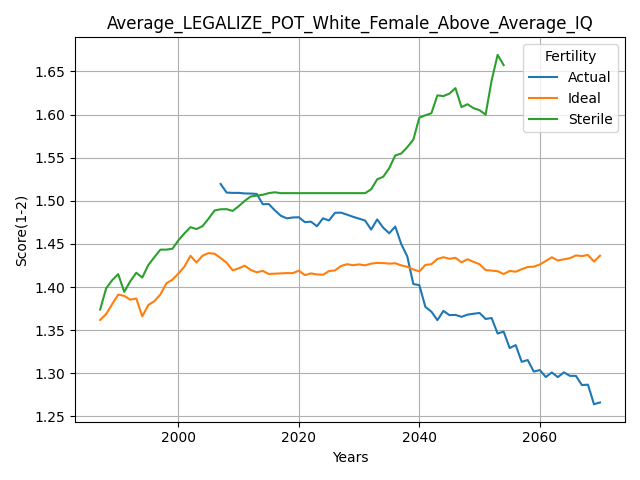 Average_LEGALIZE_POT_White_Female_Above_Average_IQ
Fertility
Actual
Ideal
Sterile
Score(1-2)
1.65
1.60
1.55
1.50
1.45
1.40
1.35
1.30
1.25
2000 2020 2040 2060
Years